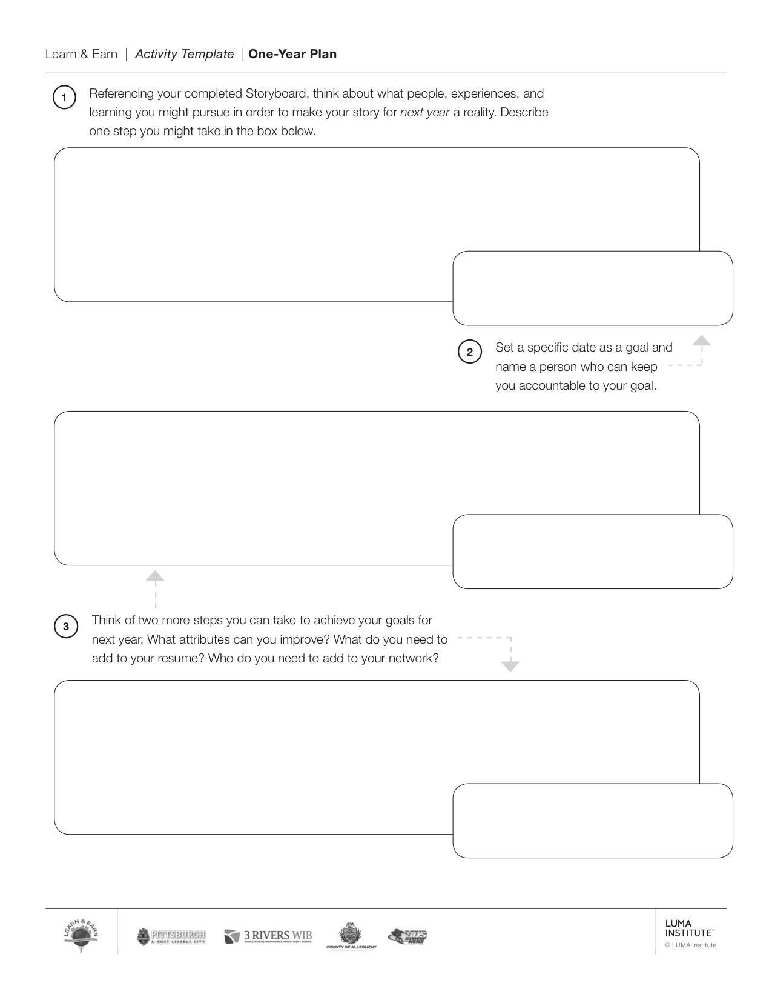 Learn & Earn | Activity Template | One-Year Plan
1
Referencing your completed Storyboard, think about what people, experiences, and
learning you might pursue in order to make your story for next year a reality. Describe
one step you might take in the box below.
2
Set a specific date as a goal and
name a person who can keep
you accountable to your goal.
3
Think of two more steps you can take to achieve your goals for
next year. What attributes can you improve? What do you need to
add to your resume? Who do you need to add to your network?
LEARN & EARN
PITTSBURGH
A MOST LIVABLE CITY
3 RIVERS WIB
THREE RIVERS WORKFORCE INVESTMENT BOARD
COUNTY OF ALLEGHENY
STOPS
HERE
LUMA
INSTITUTE™
© LUMA Institute